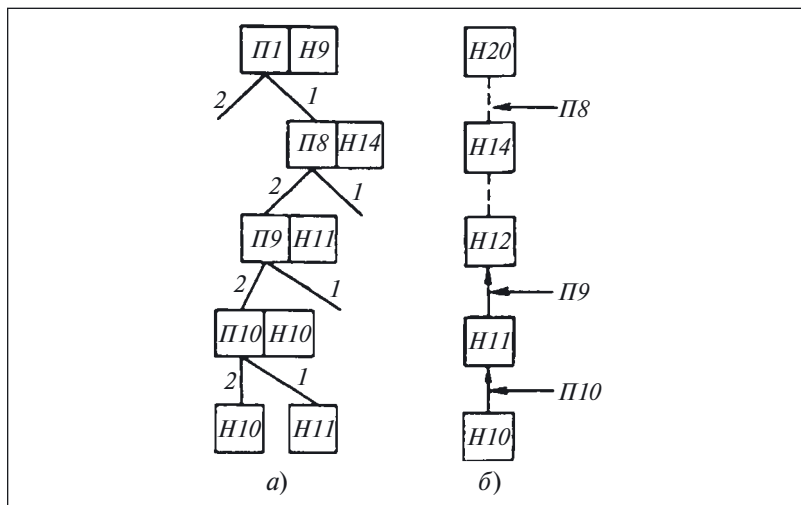 П1 Н9
2 1
П8 Н14
2 1
П9 Н11
2 1
П10 Н10
2 1
Н10 Н11
а)
Н20
П8
Н14
Н12
П9
Н11
П10
Н10
б)